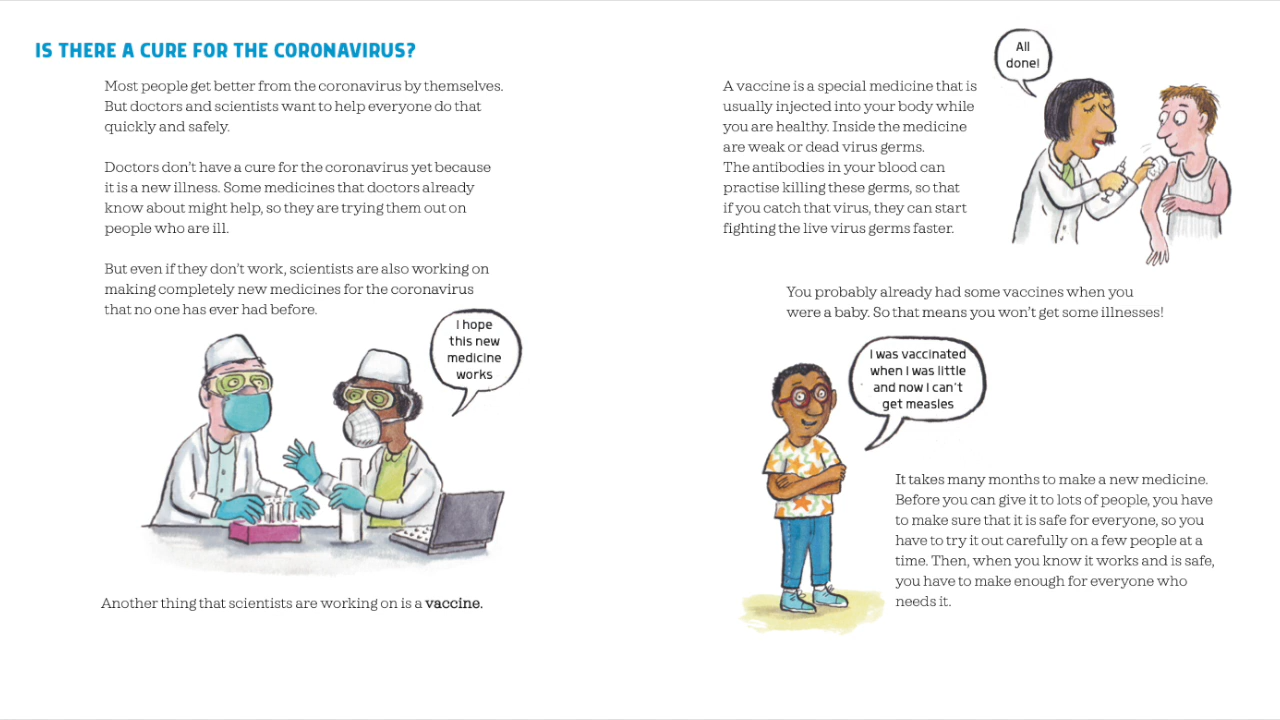 IS THERE A CURE FOR THE CORONAVIRUS?
Most people get better from the coronavirus by themselves.
But doctors and scientists want to help everyone do that
quickly and safely.
Doctors don't have a cure for the coronavirus yet because
it is a new illness. Some medicines that doctors already
know about might help, so they are trying them out on
people who are ill.
But even if they don't work, scientists are also working on
making completely new medicines for the coronavirus
that no one has ever had before.
I hope
this new
medicine
works
Another thing that scientists are working on is a vaccine.
All
done!
A vaccine is a special medicine that is
usually injected into your body while
you are healthy. Inside the medicine
are weak or dead virus germs.
The antibodies in your blood can
practise killing these germs, so that
if you catch that virus, they can start
fighting the live virus germs faster.
You probably already had some vaccines when you
were a baby. So that means you won't get some illnesses!
I was vaccinated
when I was little
and now I can't
get measles
It takes many months to make a new medicine.
Before you can give it to lots of people, you have
to make sure that it is safe for everyone, so you
have to try it out carefully on a few people at a
time. Then, when you know it works and is safe,
you have to make enough for everyone who
needs it.